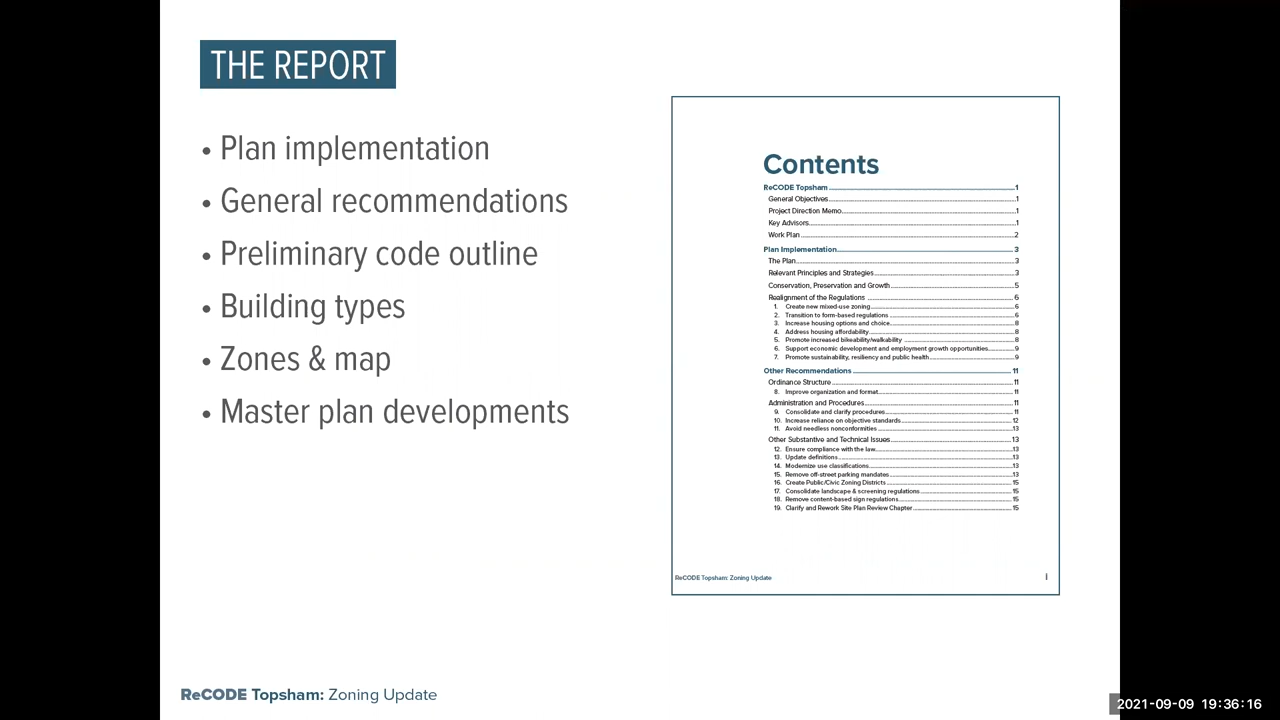 THE REPORT
• Plan implementation
• General recommendations
• Preliminary code outline
• Building types
• Zones & map
• Master plan developments
Contents
ReCODE Topsham 1
General Objectives 1
Project Direction Memo 1
Key Advisors 1
Work Plan 2
Plan Implementation 3
The Plan 3
Relevant Principles and Strategies 3
Conservation, Preservation and Growth 5
Realignment of the Regulations 6
1. Create new mixed-use zoning 6
2. Transition to form-based regulations 6
3. Increase housing options and choice 8
4. Address housing affordability 8
5. Promote increased bikeability/walkability 8
6. Support economic development and employment growth opportunities 9
7. Promote sustainability, resiliency and public health 9
Other Recommendations 11
Ordinance Structure 11
8. Improve organization and format 11
Administration and Procedures 11
9. Consolidate and clarify procedures 11
10. Increase reliance on objective standards 12
11. Avoid needless nonconformities 13
Other Substantive and Technical Issues 13
12. Ensure compliance with the law 13
13. Update definitions 13
14. Modernize use classifications 13
15. Remove off-street parking mandates 13
16. Create Public/Civic Zoning Districts 15
17. Consolidate landscape & screening regulations 15
18. Remove content-based sign regulations 15
19. Clarify and Rework Site Plan Review Chapter 15
ReCODE Topsham: Zoning Update I
ReCODE Topsham: Zoning Update
2021-09-09 19:36:16